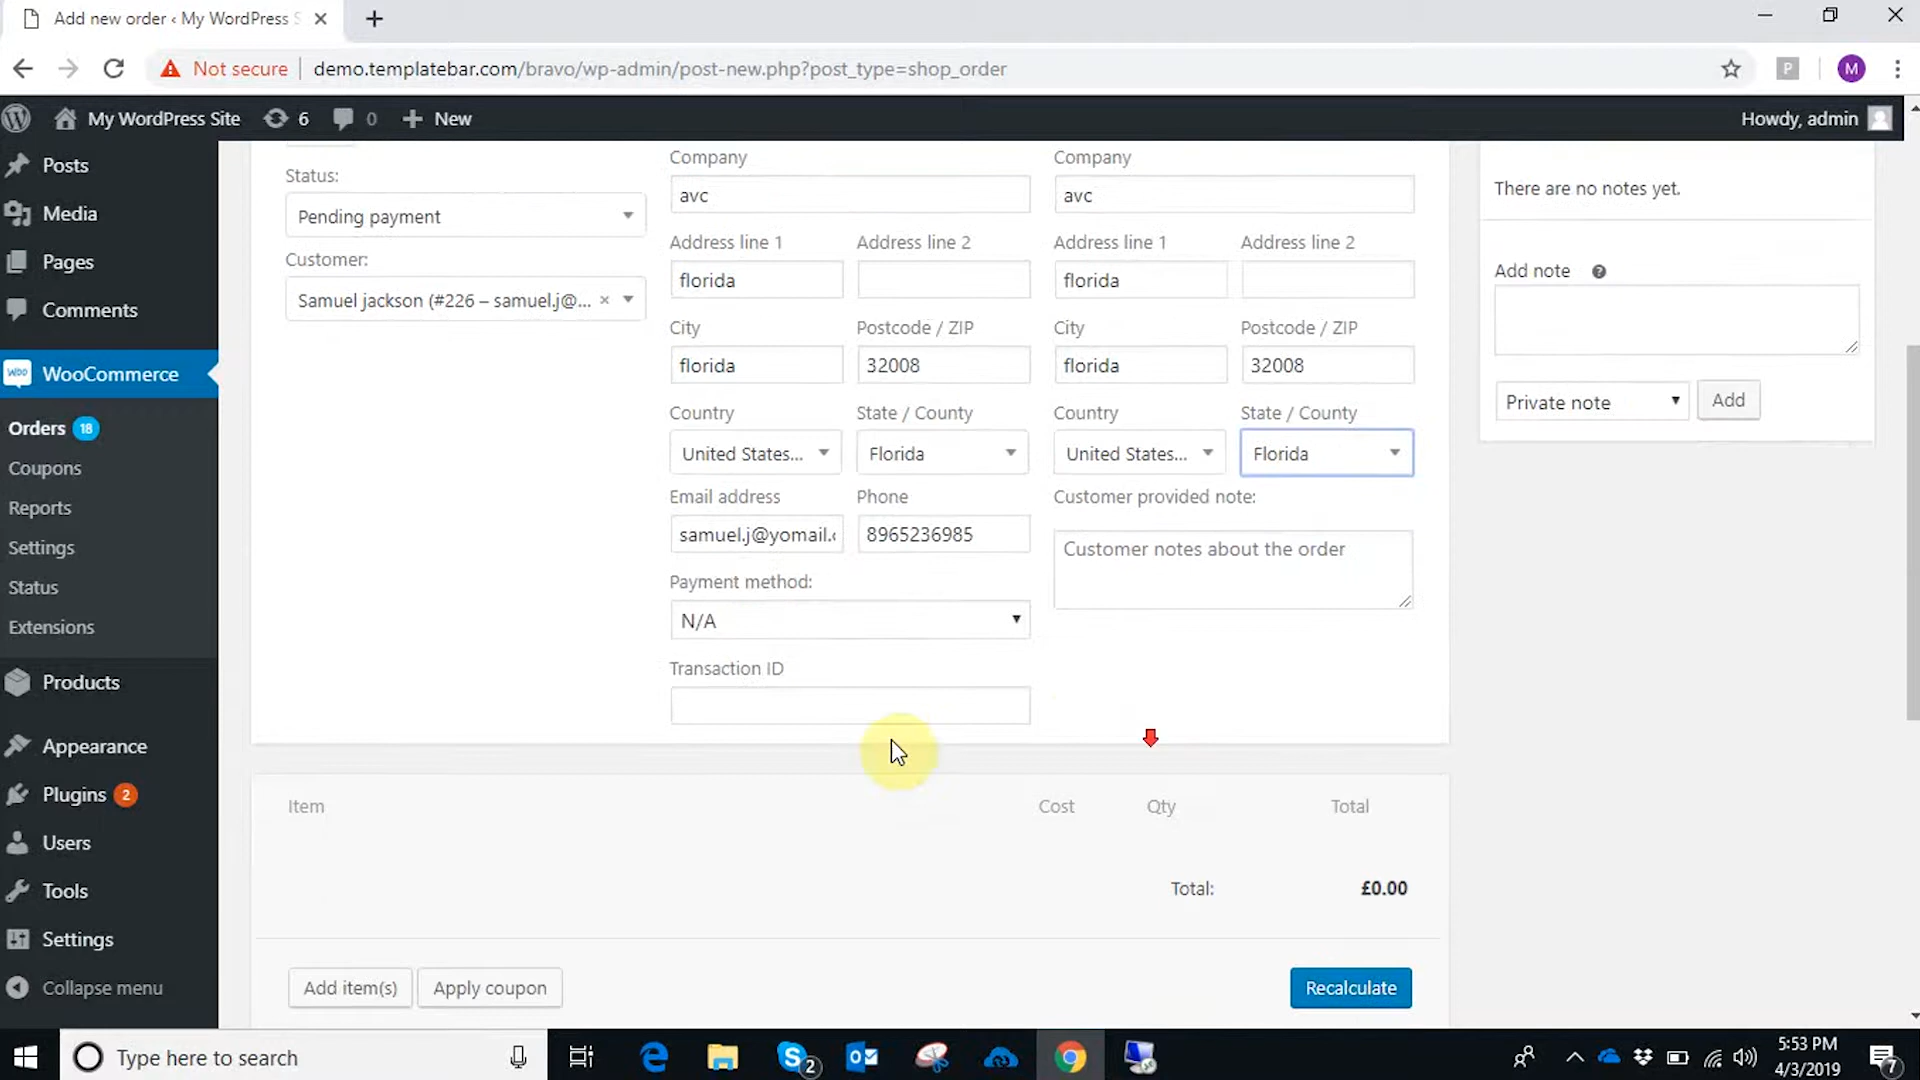 Add new order ‹ My WordPress S
Not secure
demo.templatebar.com/bravo/wp-admin/post-new.php?post_type=shop_order
P
M
My WordPress Site
6
0
New
Howdy, admin
Posts
Media
Pages
Comments
WooCommerce
Orders 18
Coupons
Reports
Settings
Status
Extensions
Products
Appearance
Plugins 2
Users
Tools
Settings
Collapse menu
Status:
Pending payment
Customer:
Samuel jackson (#226 – samuel.j@... ×
Company
avc
Address line 1
Address line 2
florida
City
Postcode / ZIP
florida
32008
Country
State / County
United States...
Florida
Email address
Phone
samuel.j@yomail.c
8965236985
Payment method:
N/A
Transaction ID
Company
avc
Address line 1
Address line 2
florida
City
Postcode / ZIP
florida
32008
Country
State / County
United States...
Florida
Customer provided note:
Customer notes about the order
There are no notes yet.
Add note ?
Private note
Add
Item
Cost
Qty
Total
Total:
£0.00
Add item(s)
Apply coupon
Recalculate
Type here to search
2
5:53 PM
4/3/2019
7